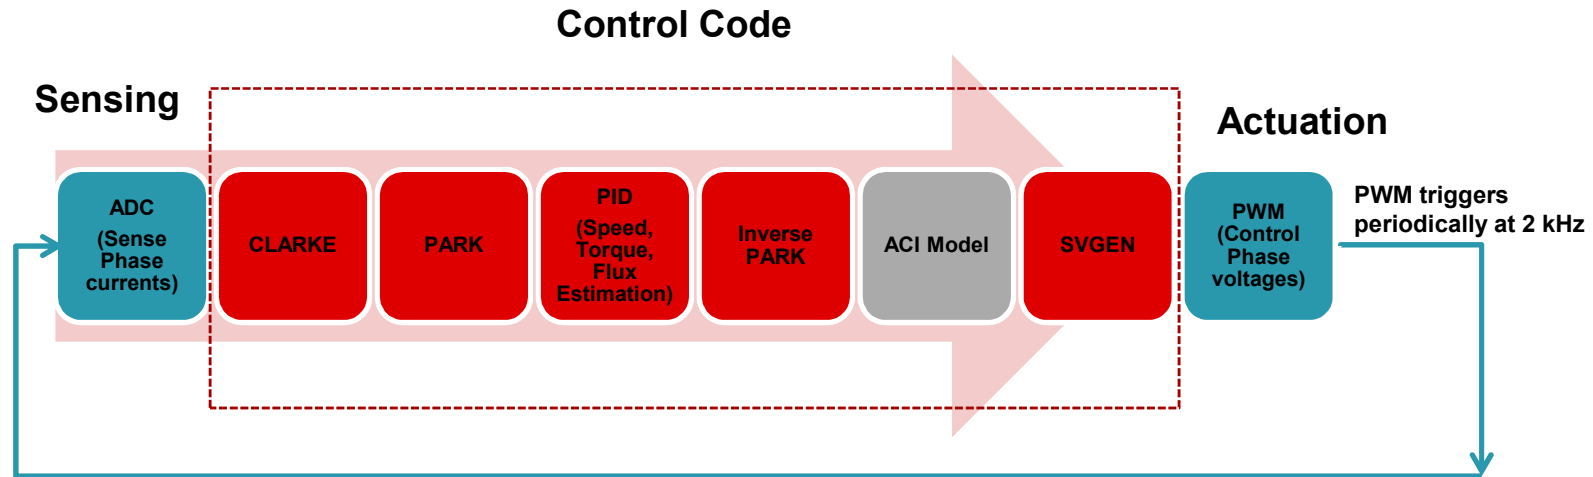 Control Code
Sensing
Actuation
ADC
(Sense
Phase
currents)
CLARKE
PARK
PID
(Speed,
Torque,
Flux
Estimation)
Inverse
PARK
ACI Model
SVGEN
PWM
(Control
Phase
voltages)
PWM triggers
periodically at 2 kHz